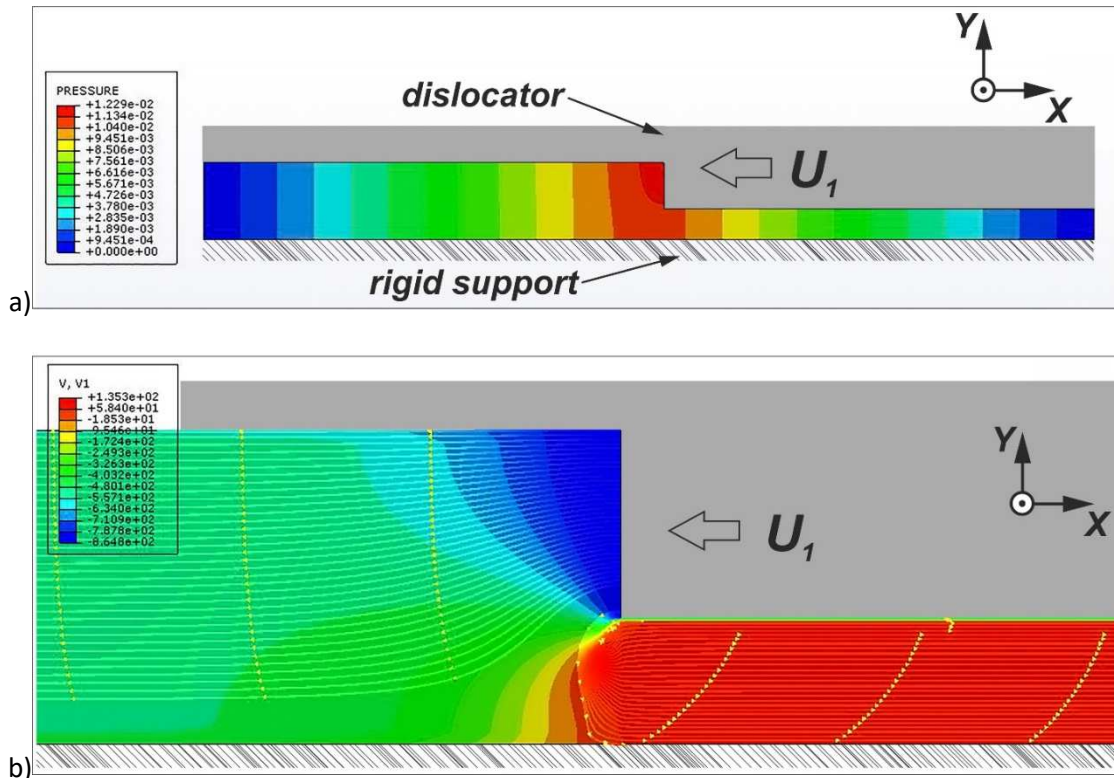 Y
dislocator
X
PRESSURE
+1.229e-02
+1.134e-02
+1.040e-02
+9.451e-03
+8.506e-03
+7.561e-03
+6.616e-03
+5.671e-03
+4.726e-03
+3.780e-03
+2.835e-03
+1.890e-03
+9.451e-04
+0.000e+00
U1
rigid support
a)
V, V1
+1.353e+02
+5.840e+01
-1.853e+01
-9.546e+01
-1.724e+02
-2.493e+02
-3.263e+02
-4.032e+02
-4.801e+02
-5.571e+02
-6.340e+02
-7.109e+02
-7.878e+02
-8.648e+02
Y
X
U1
b)